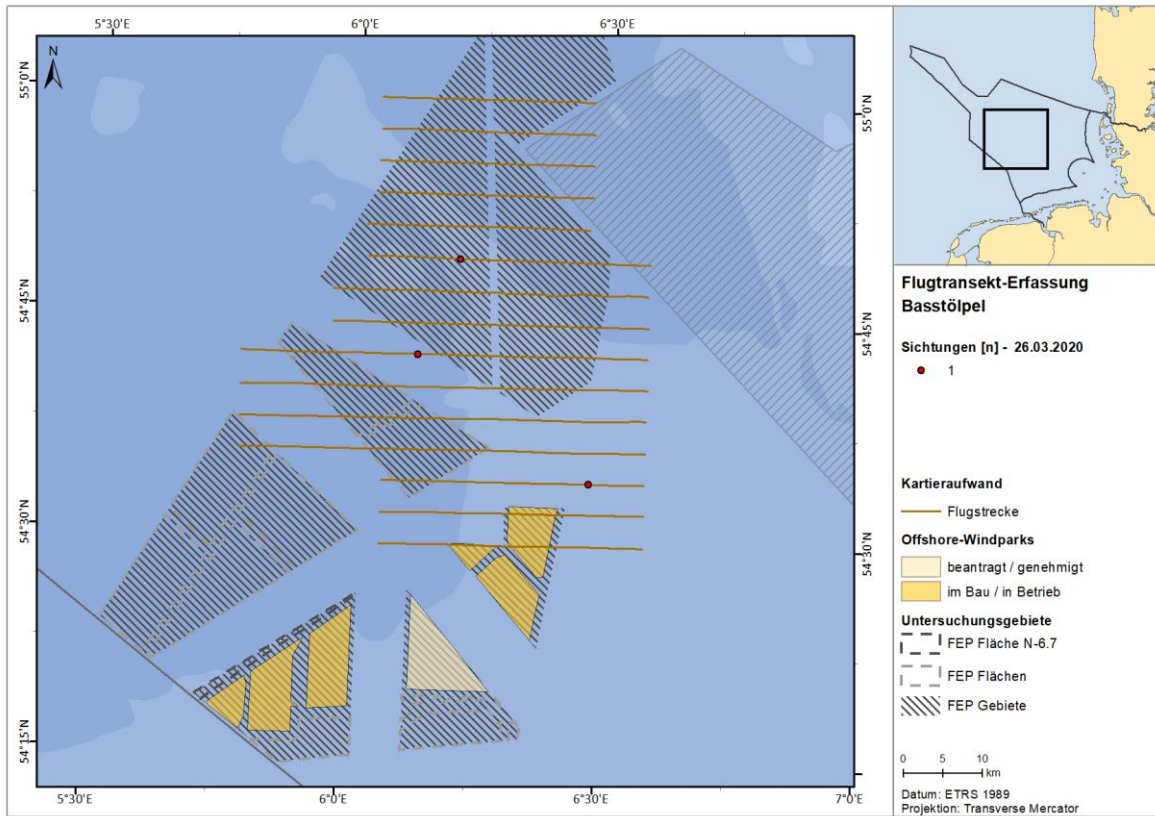 5°30'E
6°0'E
6°30'E
N
55°0'N
55°0'N
54°45'N
54°45'N
54°30'N
54°30'N
54°15'N
5°30'E
6°0'E
6°30'E
7°0'E
Flugtransekt-Erfassung
Basstölpel
Sichtungen [n] - 26.03.2020
1
Kartieraufwand
Flugstrecke
Offshore-Windparks
beantragt / genehmigt
im Bau / in Betrieb
Untersuchungsgebiete
FEP Fläche N-6.7
FEP Flächen
FEP Gebiete
0 5 10
km
Datum: ETRS 1989
Projektion: Transverse Mercator